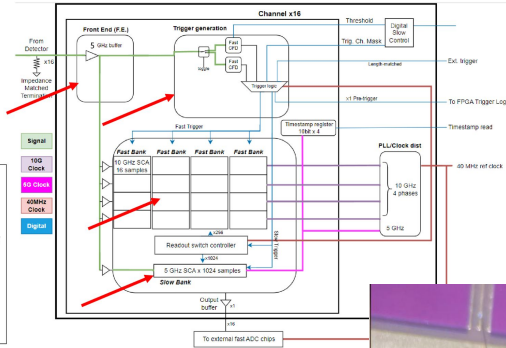 Channel x16
Front End (F.E.)
5 GHz buffer
From
Detector
x16
Impedance
Matched
Termination
Trigger generation
Fast
CFD
Fast
CFD
Trigger logic
Threshold
Trig. Ch. Mask
Digital
Slow
Control
Length-matched
Ext. trigger
x1 Pre-trigger
To FPGA Trigger Log
Fast Trigger
Timestamp register
10bit x 4
Timestamp read
Signal
10G
Clock
5G Clock
40MHz
Clock
Digital
Fast Bank
Fast Bank
Fast Bank
Fast Bank
10 GHz SCA
16 samples
PLL/Clock dist
10 GHz
4 phases
5 GHz
40 MHz ref clock
x256
Readout switch controller
x1024
Slow Trigger
5 GHz SCA x 1024 samples
Slow Bank
Output
buffer
x1
x16
To external fast ADC chips